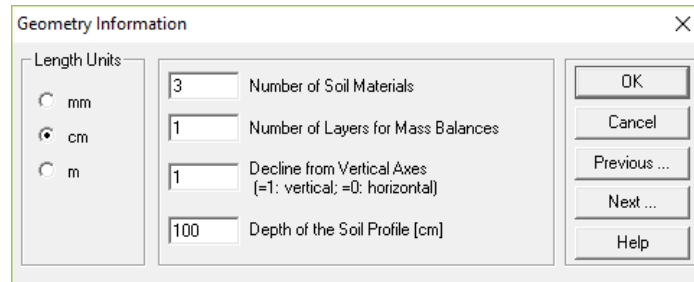 Geometry Information
Length Units
mm
cm
m
3 Number of Soil Materials
1 Number of Layers for Mass Balances
1 Decline from Vertical Axes
(=1: vertical; =0: horizontal)
100 Depth of the Soil Profile [cm]
OK
Cancel
Previous ...
Next ...
Help